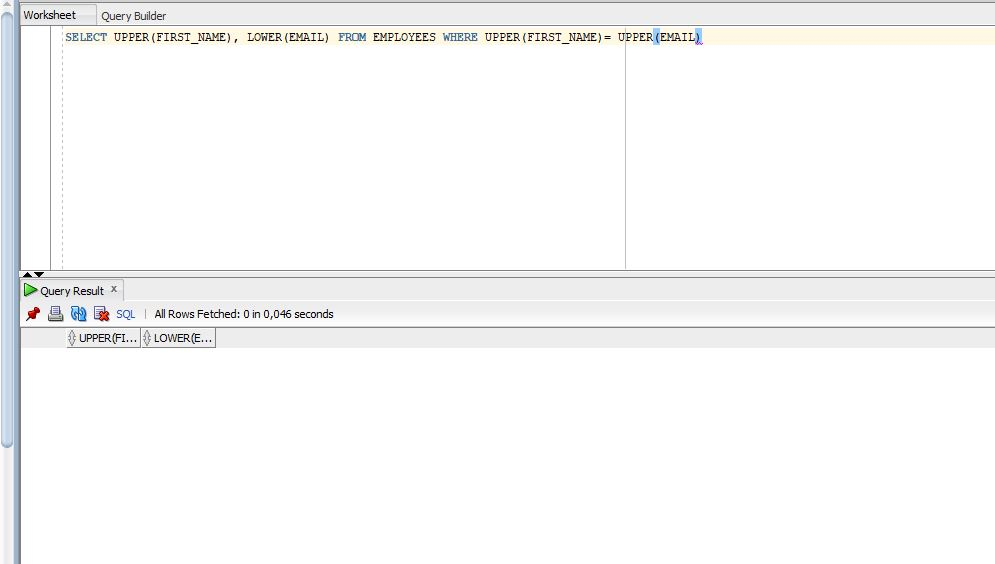 Worksheet Query Builder
SELECT UPPER(FIRST_NAME), LOWER(EMAIL) FROM EMPLOYEES WHERE UPPER(FIRST_NAME)= UPPER(EMAIL)
Query Result x
SQL | All Rows Fetched: 0 in 0,046 seconds
UPPER(FI... LOWER(E...